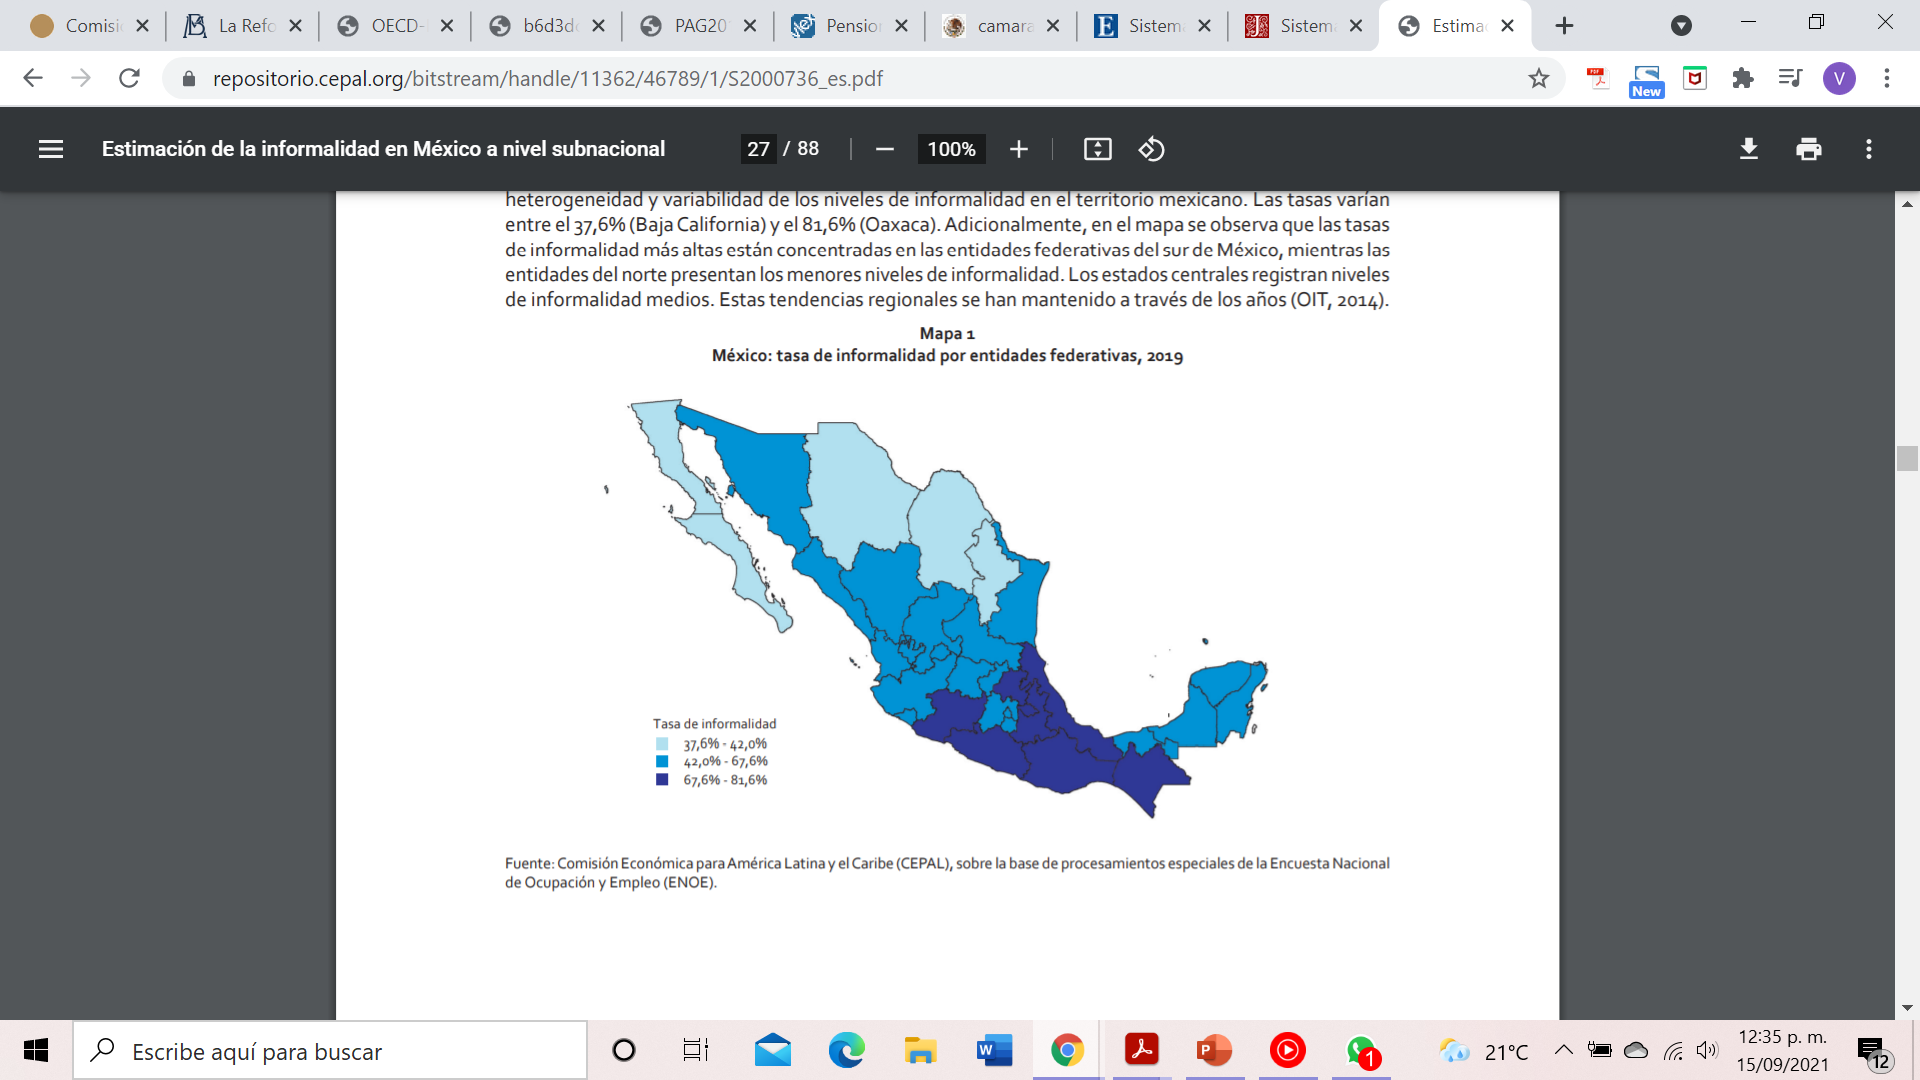 Comisi
La Refo
OECD-
b6d3d
PAG20
Pension
camara
Sistem
Sistem
Estima
repositorio.cepal.org/bitstream/handle/11362/46789/1/S2000736_es.pdf
New
V
Estimación de la informalidad en México a nivel subnacional
27 / 88
100%
heterogeneidad y variabilidad de los niveles de informalidad en el territorio mexicano. Las tasas varían
entre el 37,6% (Baja California) y el 81,6% (Oaxaca). Adicionalmente, en el mapa se observa que las tasas
de informalidad más altas están concentradas en las entidades federativas del sur de México, mientras las
entidades del norte presentan los menores niveles de informalidad. Los estados centrales registran niveles
de informalidad medios. Estas tendencias regionales se han mantenido a través de los años (OIT, 2014).
Mapa 1
México: tasa de informalidad por entidades federativas, 2019
Tasa de informalidad
37,6% - 42,0%
42,0% - 67,6%
67,6% - 81,6%
Fuente: Comisión Económica para América Latina y el Caribe (CEPAL), sobre la base de procesamientos especiales de la Encuesta Nacional
de Ocupación y Empleo (ENOE).
Escribe aquí para buscar
1
21°C
12:35 p. m.
15/09/2021
12